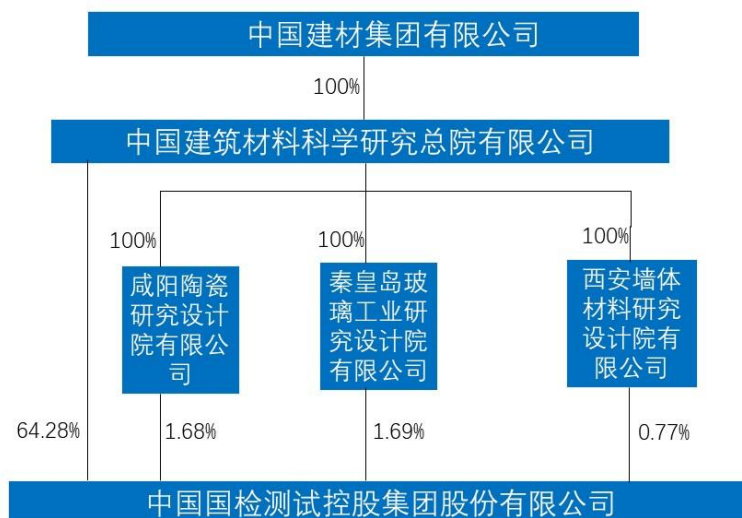 中国建材集团有限公司
100%
中国建筑材料科学研究总院有限公司
100%
100%
100%
咸阳陶瓷
研究设计
院有限公
司
秦皇岛玻
璃工业研
究设计院
有限公司
西安墙体
材料研究
设计院有
限公司
64.28%
1.68%
1.69%
0.77%
中国国检测试控股集团股份有限公司